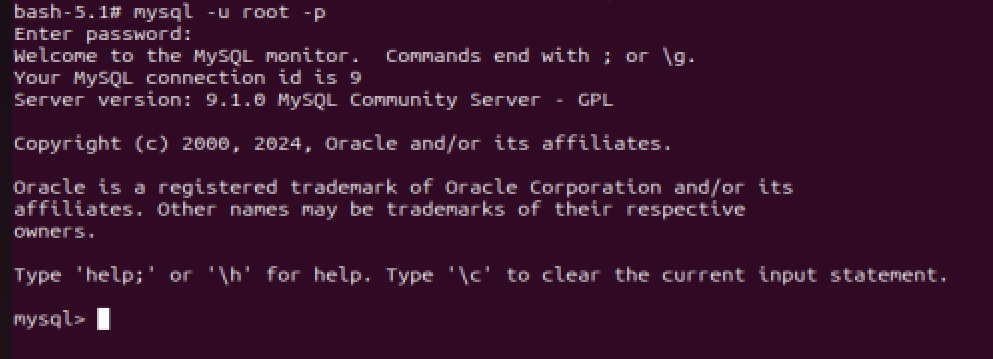 bash-5.1# mysql -u root -p
Enter password:
Welcome to the MySQL monitor.  Commands end with ; or \g.
Your MySQL connection id is 9
Server version: 9.1.0 MySQL Community Server - GPL
Copyright (c) 2000, 2024, Oracle and/or its affiliates.
Oracle is a registered trademark of Oracle Corporation and/or its
affiliates. Other names may be trademarks of their respective
owners.
Type 'help;' or '\h' for help. Type '\c' to clear the current input statement.
mysql>